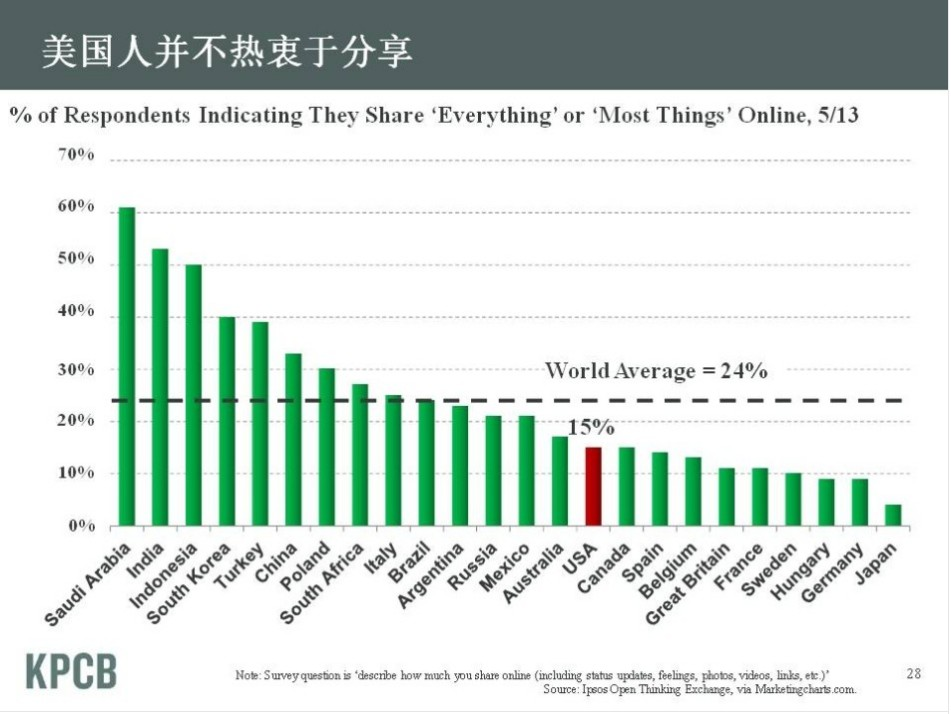 美国人并不热衷于分享
% of Respondents Indicating They Share ‘Everything’ or ‘Most Things’ Online, 5/13
70%
60%
50%
40%
30%
20%
10%
0%
World Average = 24%
15%
Saudi Arabia
India
Indonesia
South Korea
Turkey
China
Poland
South Africa
Italy
Brazil
Argentina
Russia
Mexico
Australia
USA
Canada
Spain
Belgium
Great Britain
France
Sweden
Hungary
Germany
Japan
KPCB
Note: Survey question is ‘describe how much you share online (including status updates, feelings, photos, videos, links, etc.)’
Source: Ipsos Open Thinking Exchange, via Marketingcharts.com.
28